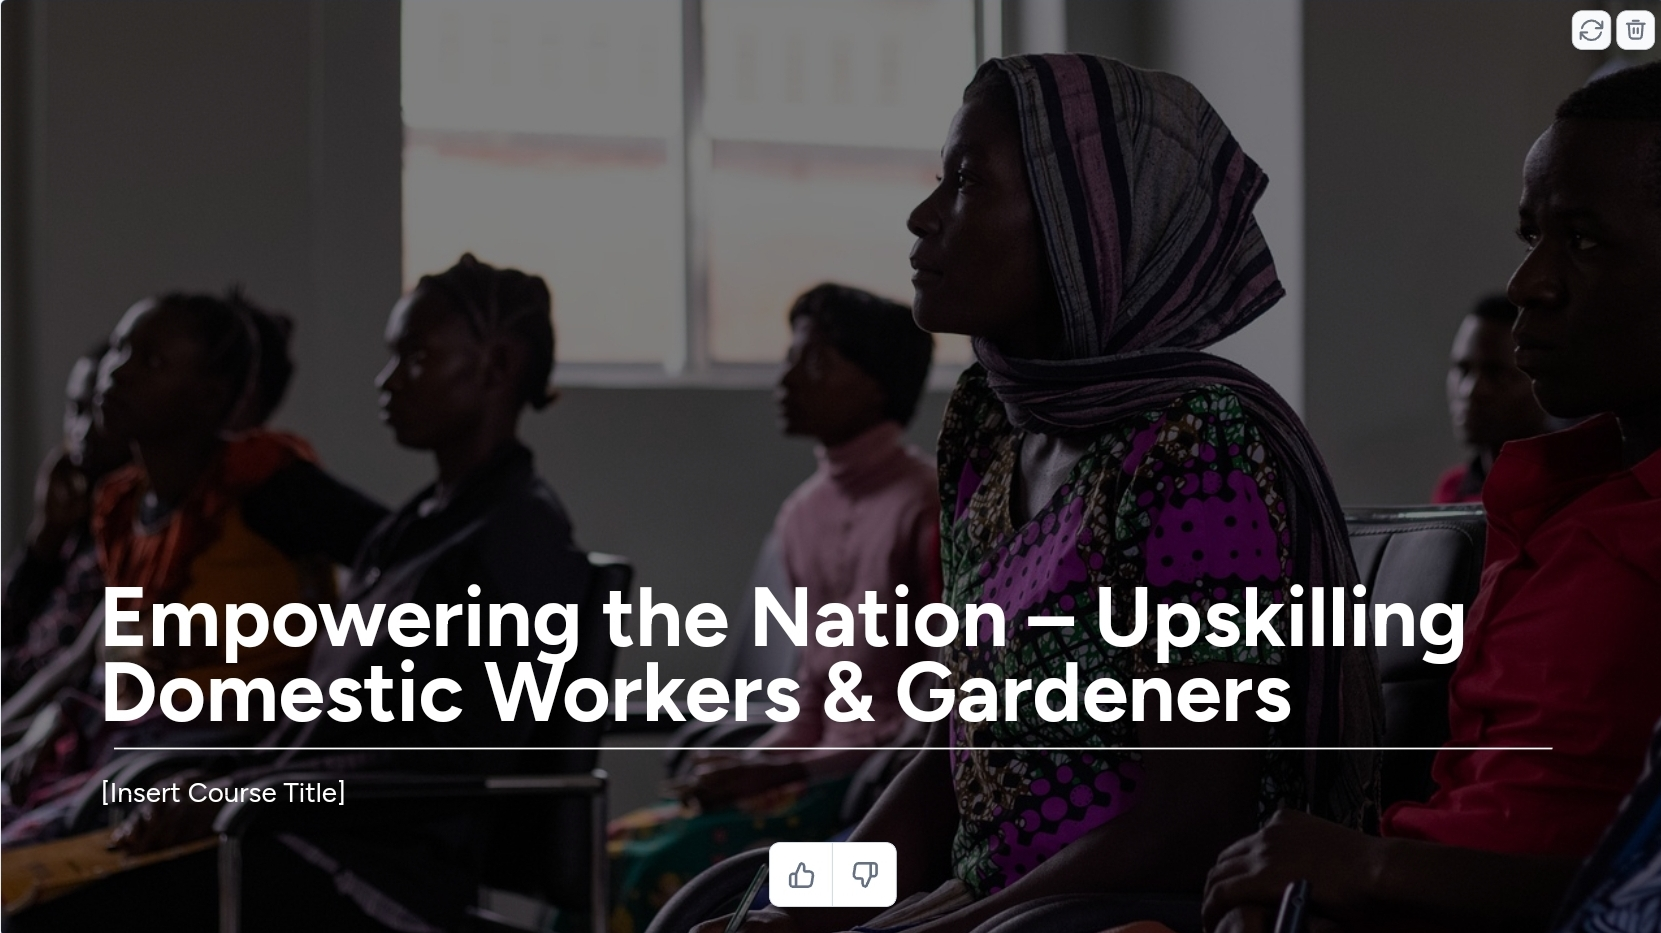 Empowering the Nation – Upskilling
Domestic Workers & Gardeners
[Insert Course Title]